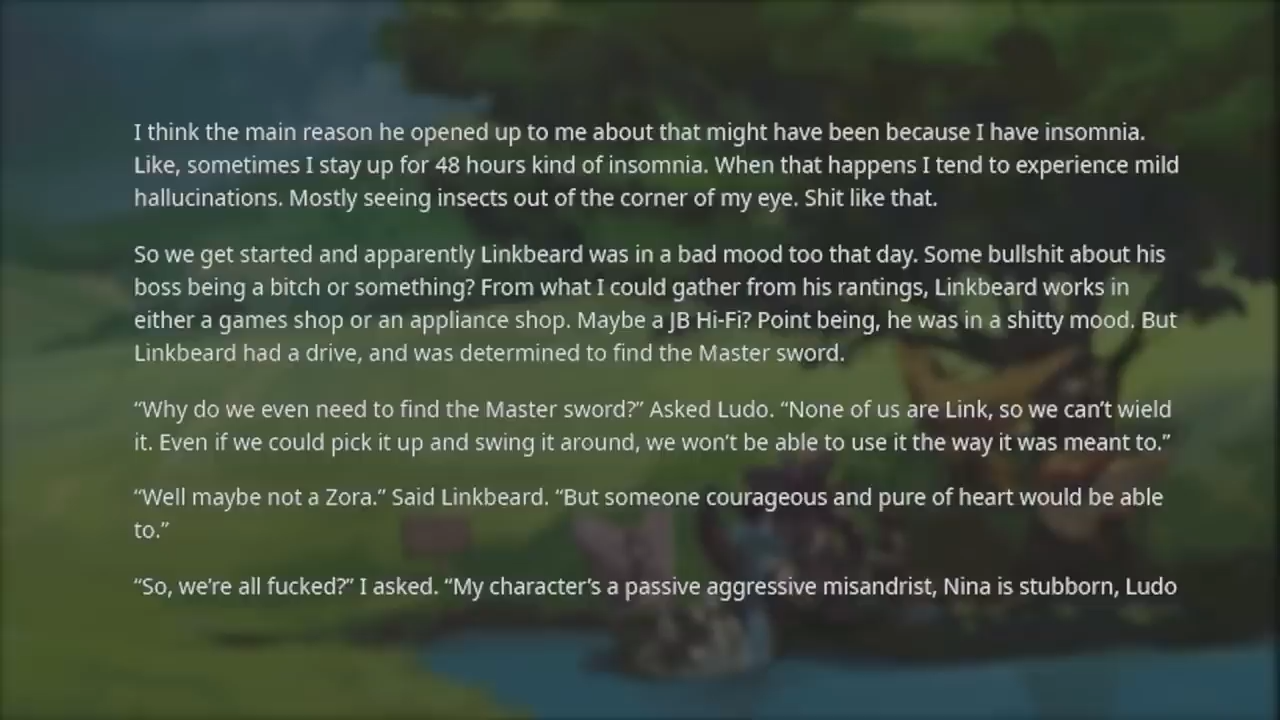 I think the main reason he opened up to me about that might have been because I have insomnia.
Like, sometimes I stay up for 48 hours kind of insomnia. When that happens I tend to experience mild
hallucinations. Mostly seeing insects out of the corner of my eye. Shit like that.
So we get started and apparently Linkbeard was in a bad mood too that day. Some bullshit about his
boss being a bitch or something? From what I could gather from his rantings, Linkbeard works in
either a games shop or an appliance shop. Maybe a JB Hi-Fi? Point being, he was in a shitty mood. But
Linkbeard had a drive, and was determined to find the Master sword.
“Why do we even need to find the Master sword?” Asked Ludo. “None of us are Link, so we can’t wield
it. Even if we could pick it up and swing it around, we won’t be able to use it the way it was meant to.”
“Well maybe not a Zora.” Said Linkbeard. “But someone courageous and pure of heart would be able
to.”
“So, we’re all fucked?” I asked. “My character’s a passive aggressive misandrist, Nina is stubborn, Ludo